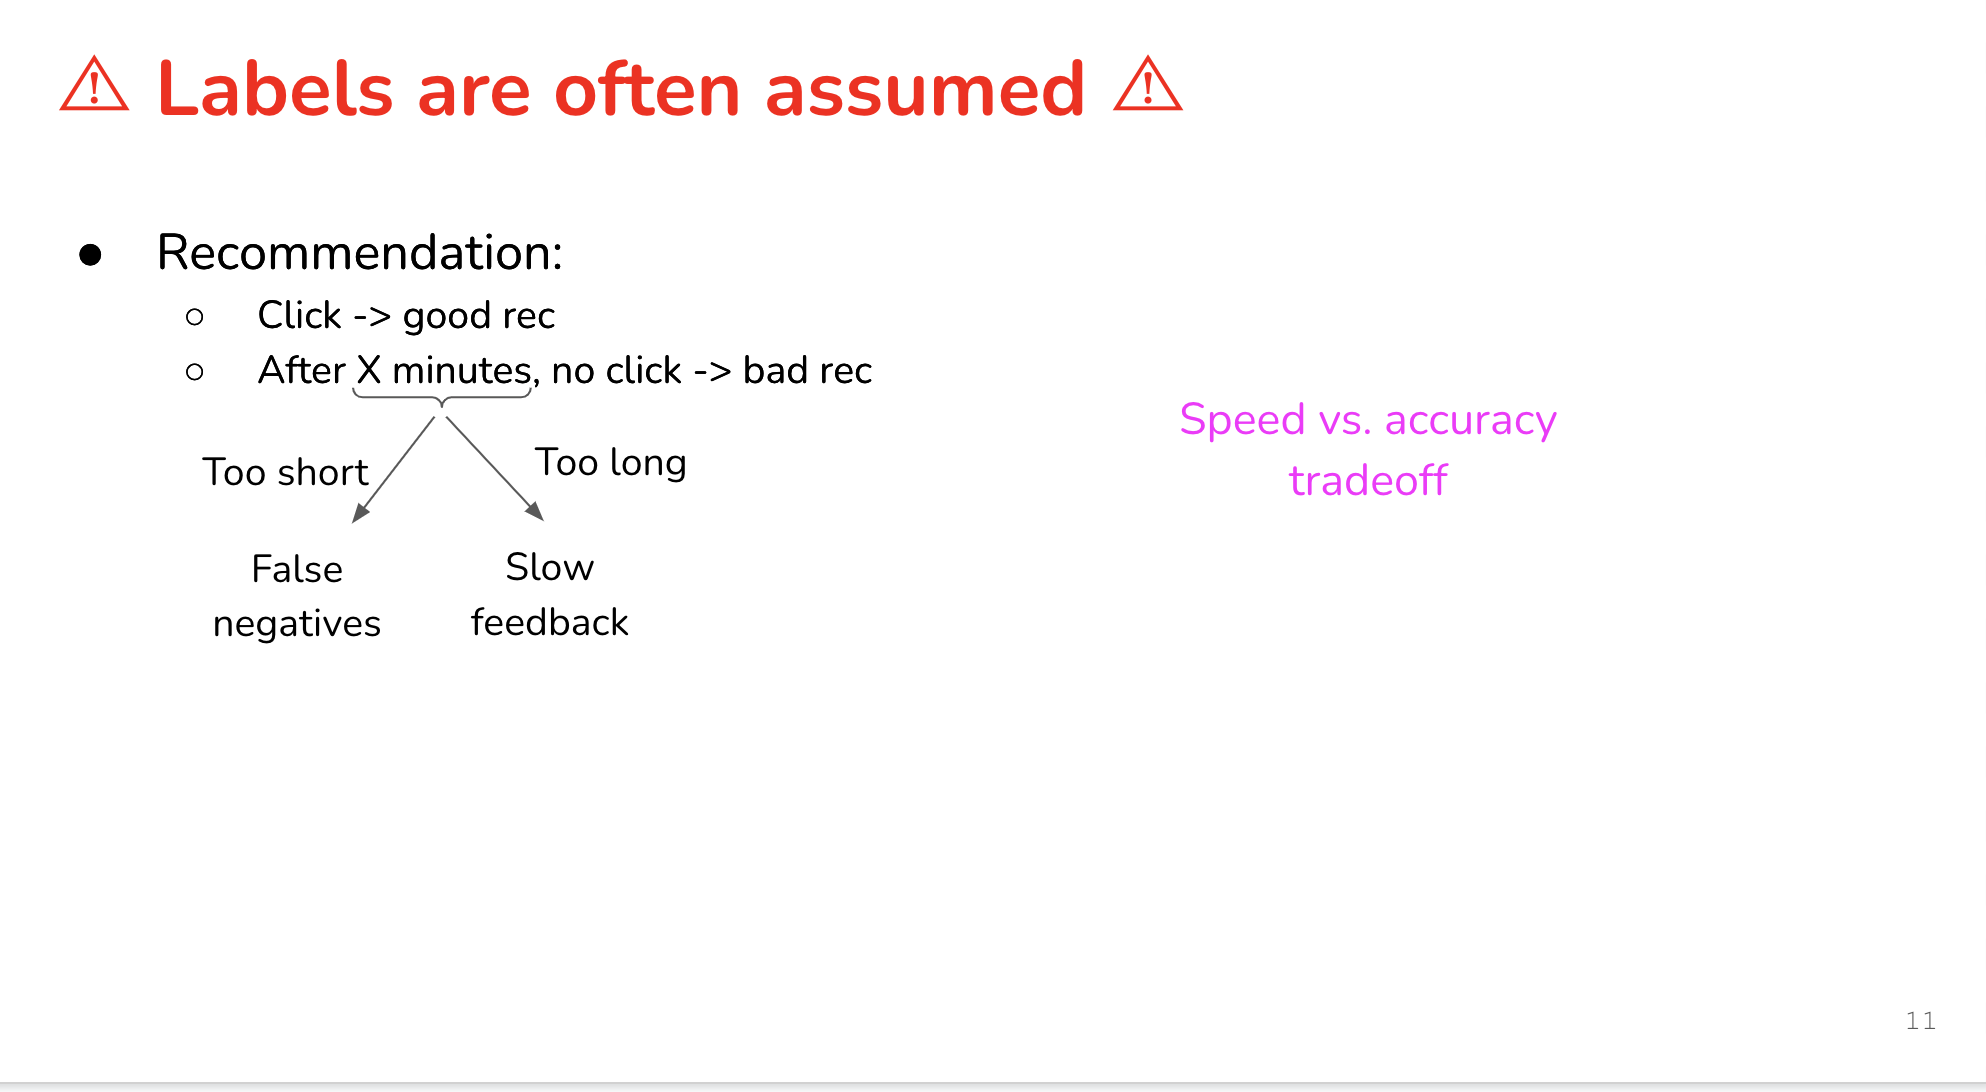 ⚠ Labels are often assumed ⚠
● Recommendation:
○ Click -> good rec
○ After X minutes, no click -> bad rec
Too short
Too long
False
negatives
Slow
feedback
Speed vs. accuracy
tradeoff
11